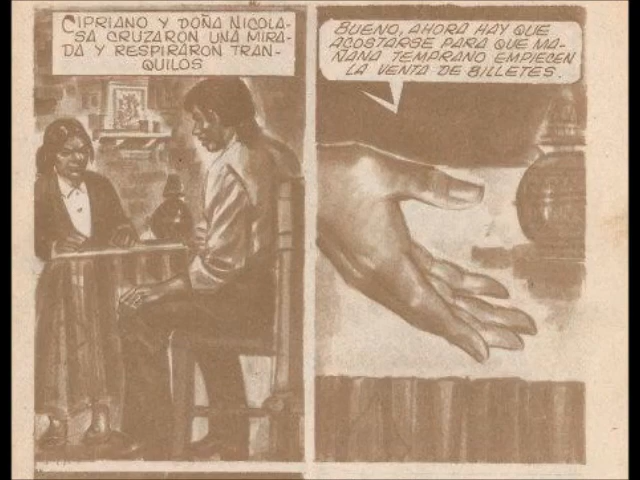 CIPRIANO Y DOÑA NICOLA-
SA CRUZARON UNA MIRA-
DA Y RESPIRARON TRAN-
QUILOS
BUENO, AHORA HAY QUE
ACOSTARSE PARA QUE MA-
ÑANA TEMPRANO EMPIECEN
LA VENTA DE BILLETES.